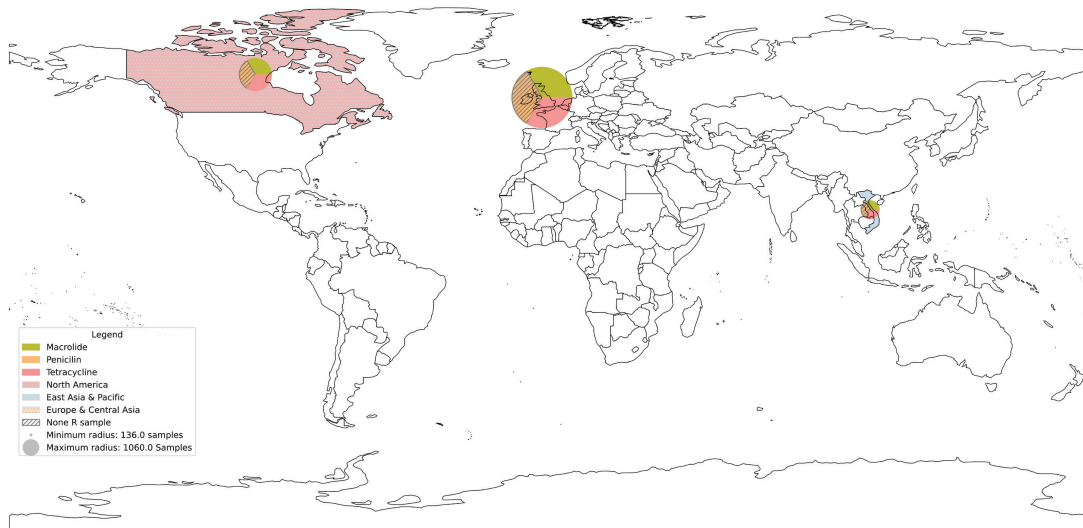 Legend
Macrolide
Penicilin
Tetracycline
North America
East Asia & Pacific
Europe & Central Asia
None R sample
Minimum radius: 136.0 samples
Maximum radius: 1060.0 Samples